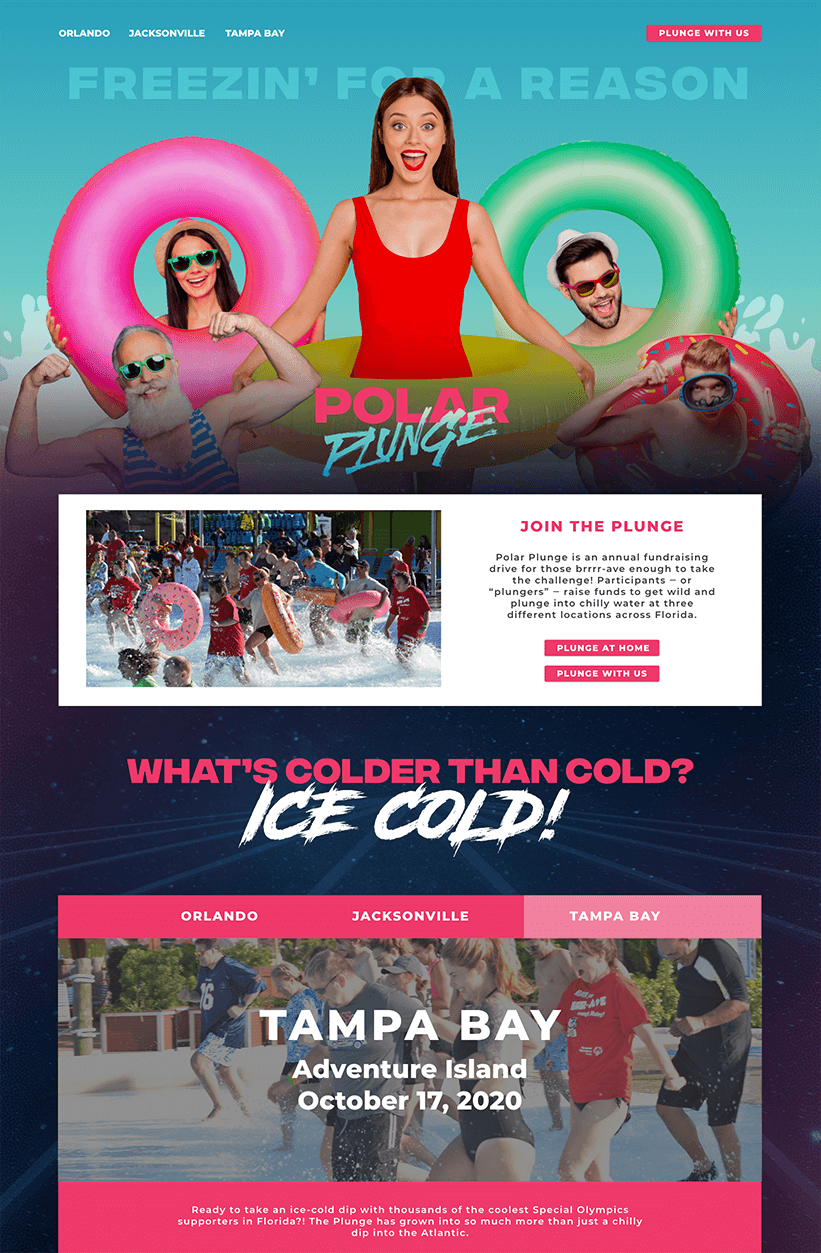 ORLANDO JACKSONVILLE TAMPA BAY PLUNGE WITH US
FREEZIN' FOR A REASON
POLAR
PLUNGE
JOIN THE PLUNGE
Polar Plunge is an annual fundraising
drive for those brrrr-ave enough to take
the challenge! Participants – or
“plungers” – raise funds to get wild and
plunge into chilly water at three
different locations across Florida.
PLUNGE AT HOME
PLUNGE WITH US
WHAT'S COLDER THAN COLD?
ICE COLD!
ORLANDO JACKSONVILLE TAMPA BAY
TAMPA BAY
Adventure Island
October 17, 2020
16
Ready to take an ice-cold dip with thousands of the coolest Special Olympics
supporters in Florida?! The Plunge has grown into so much more than just a chilly
dip into the Atlantic.